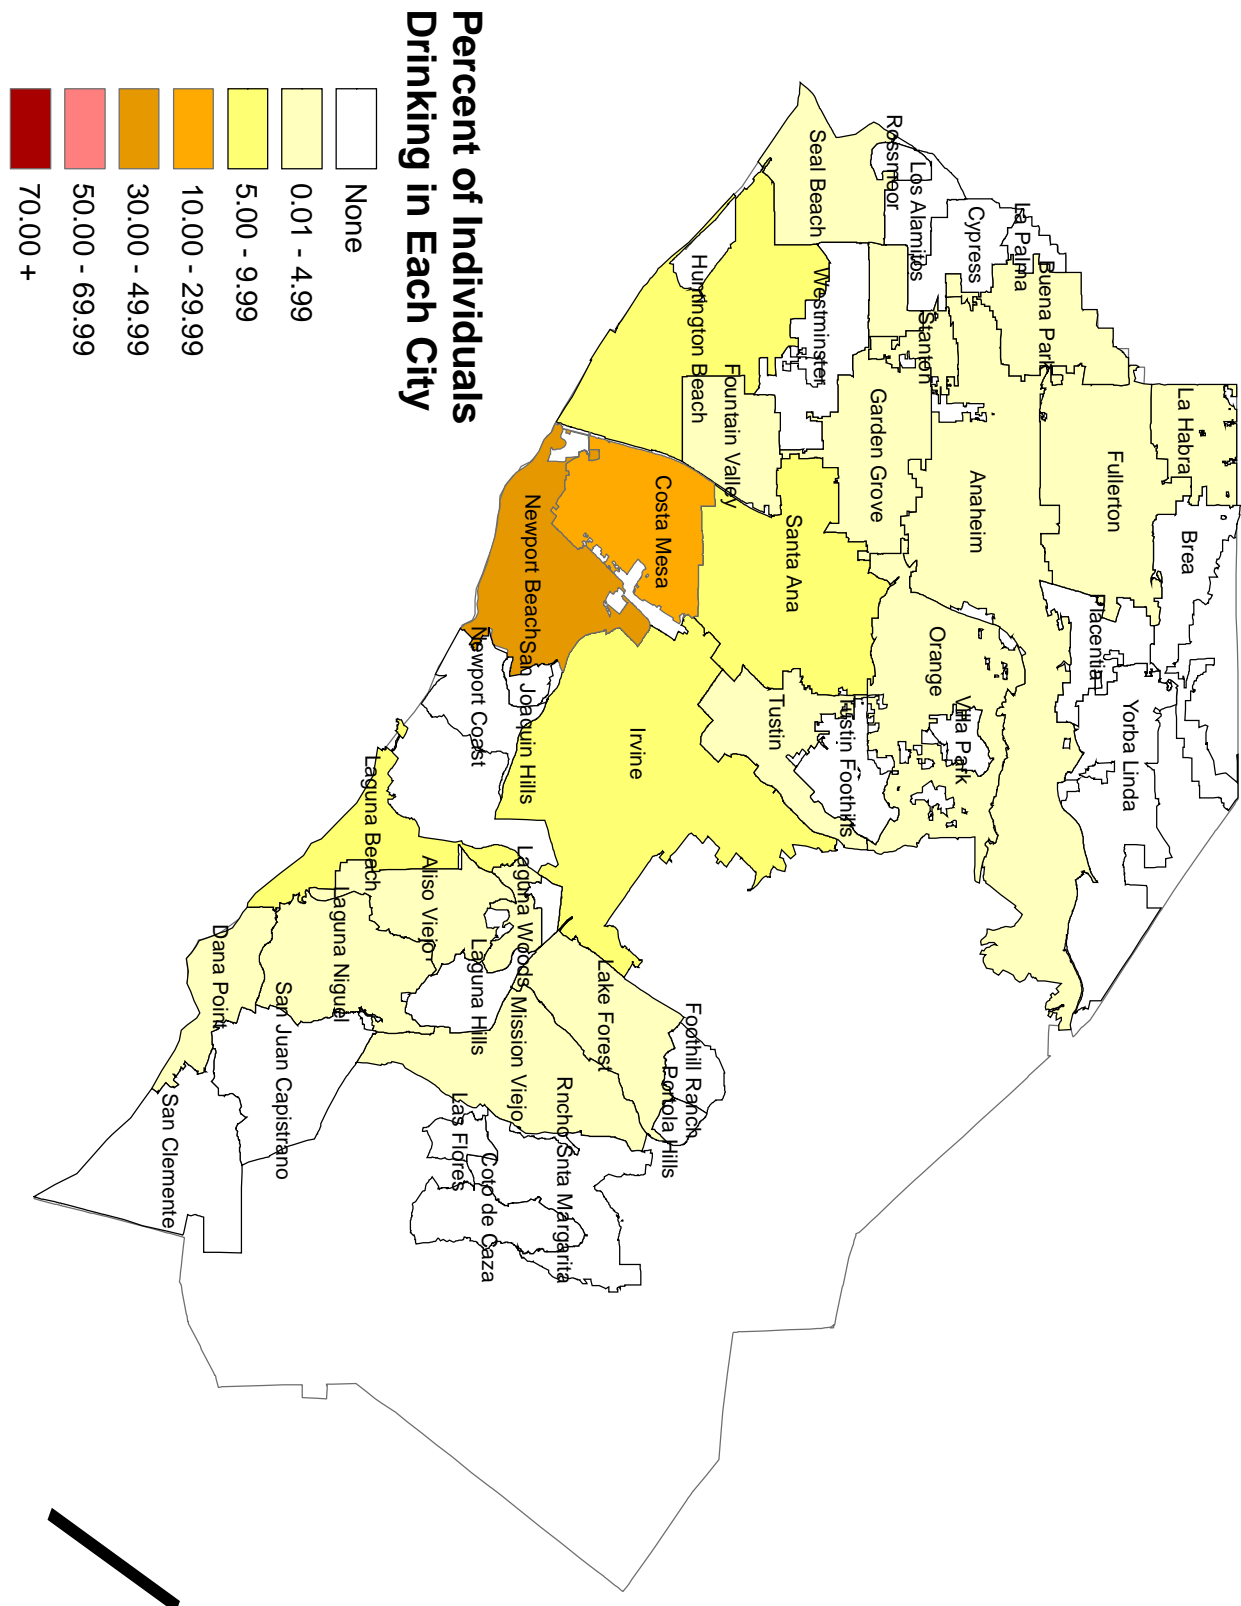 Percent of Individuals
Drinking in Each City
None
0.01 - 4.99
5.00 - 9.99
10.00 - 29.99
30.00 - 49.99
50.00 - 69.99
70.00 +
La Habra
Brea
Fullerton
Placentia
Yorba Linda
Buena Park
La Palma
Cypress
Anaheim
Los Alamitos
Rossmoor
Stanton
Garden Grove
Orange
Villa Park
Seal Beach
Westminster
Santa Ana
Tustin
Tustin Foothills
Huntington Beach
Fountain Valley
Costa Mesa
Irvine
Newport Beach
San Joaquin Hills
Newport Coast
Laguna Beach
Aliso Viejo
Laguna Woods
Laguna Hills
Lake Forest
Foothill Ranch
Portola Hills
Mission Viejo
Rncho Snta Margarita
Las Flores
Coto de Caza
Laguna Niguel
Dana Point
San Juan Capistrano
San Clemente